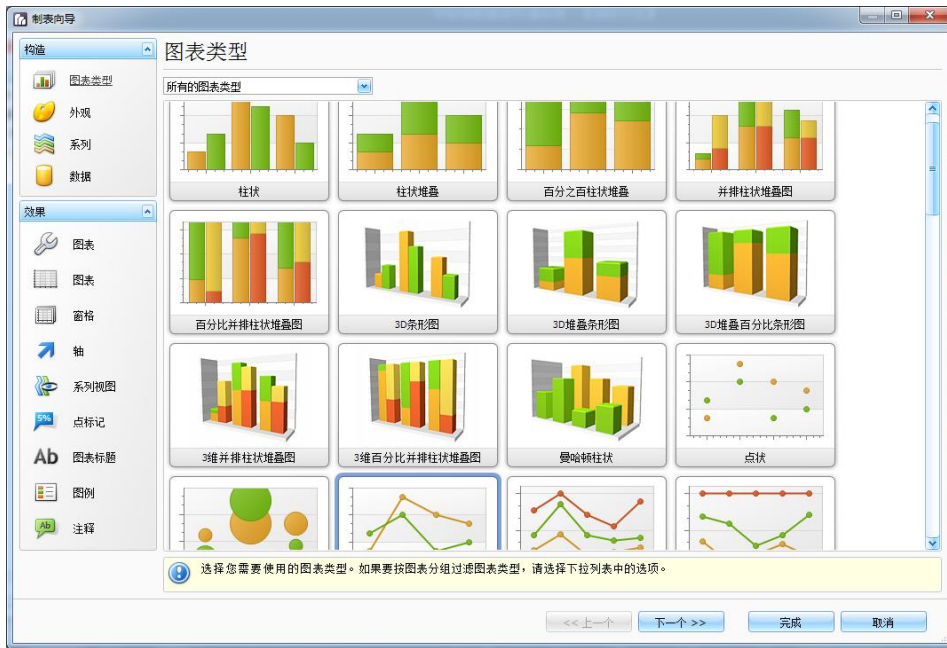 制表向导
构造
图表类型
外观
系列
数据
效果
图表
图表
窗格
轴
系列视图
5%
点标记
Ab
图表标题
图例
Ab
注释
图表类型
所有的图表类型
柱状
柱状堆叠
百分之百柱状堆叠
并排柱状堆叠图
百分比并排柱状堆叠图
3D条形图
3D堆叠条形图
3D堆叠百分比条形图
3维并排柱状堆叠图
3维百分比并排柱状堆叠图
曼哈顿柱状
点状
选择您需要使用的图表类型。如果要按图表分组过滤图表类型，请选择下拉列表中的选项。
<< 上一个
下一个 >>
完成
取消